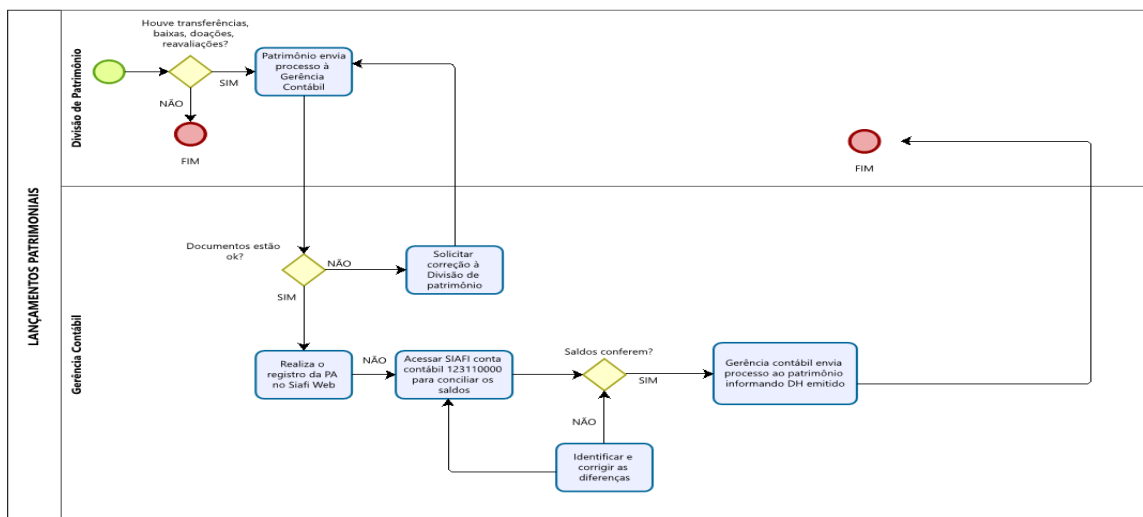 LANÇAMENTOS PATRIMONIAIS
Divisão de Patrimônio
Houve transferências,
baixas, doações,
reavaliações?
SIM
NÃO
FIM
Patrimônio envia
processo à
Gerência
Contábil
FIM
Gerência Contábil
Documentos estão
ok?
NÃO
SIM
Solicitar
correção à
Divisão de
patrimônio
Realiza o
registro da PA
no Siafi Web
NÃO
Acessar SIAFI conta
contábil 123110000
para conciliar os
saldos
Saldos conferem?
SIM
NÃO
Identificar e
corrigir as
diferenças
Gerência contábil envia
processo ao patrimônio
informando DH emitido